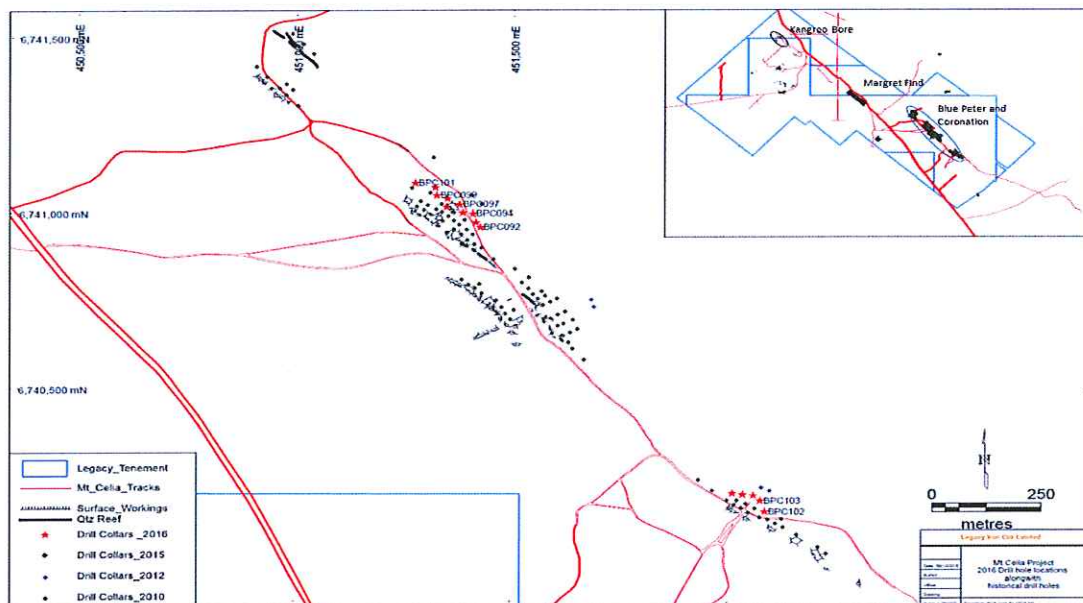 450,500 mE
451,000 mE
451,500 mE
6,741,500 mN
6,741,000 mN
6,740,500 mN
Kangroo Bore
Margret Find
Blue Peter and
Coronation
BPC101
BPC097
BPC094
BPC092
BPC103
BPC102
Legacy_Tenement
Mt_Celia_Tracks
Surface_Workings
Qtz Reef
Drill Collars_2016
Drill Collars_2015
Drill Collars_2012
Drill Collars_2010
N
0 250
metres
Legacy Iron Ore Limited
Mt Celia Project
2016 Drill hole locations
alongwith
historical drill holes